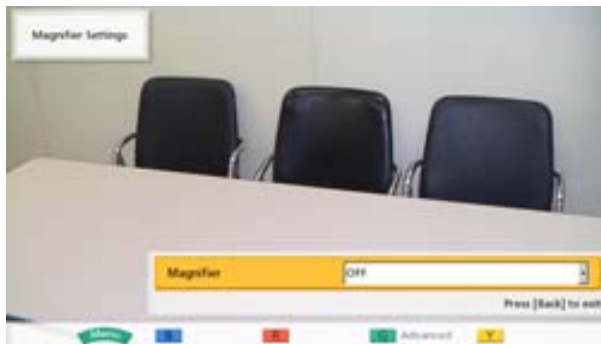 Magnifier Settings
Magnifier OFF
Press [Back] to exit
Menu B R G Advanced Y